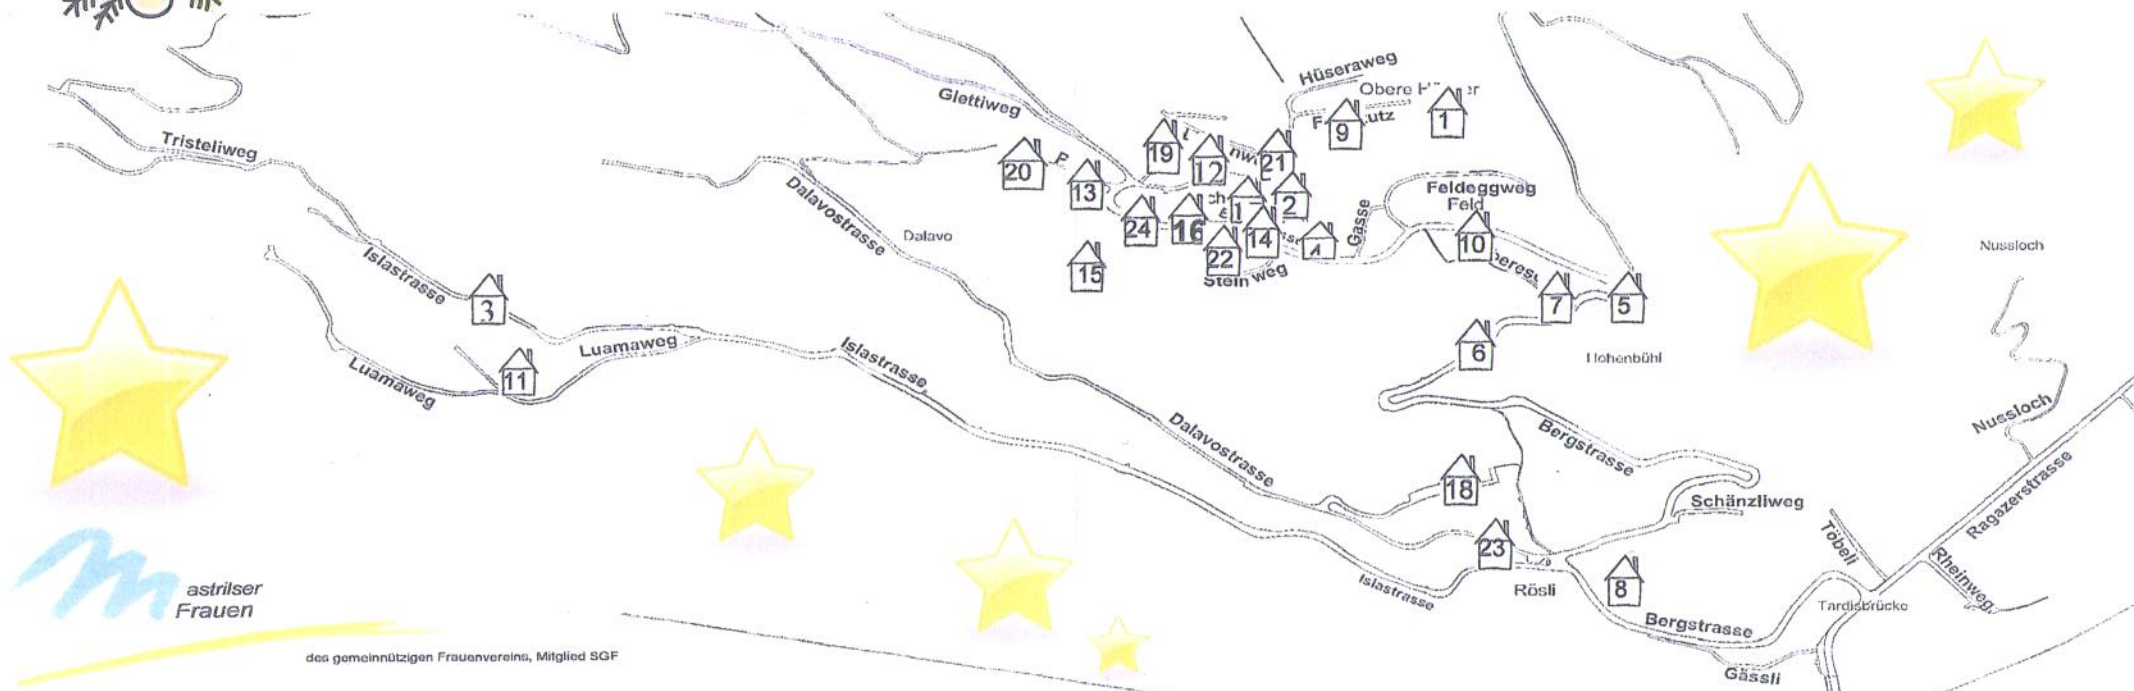 Hüseraweg
Glettiweg
9
1
Tristeliweg
19
12
21
20
13
Dalavostrasse
Feldeggweg
Feld
2
Gasse
24
16
14
4
10
22
Dalavo
Nussloch
15
Stein weg
Islastrasse
3
7
5
6
Hohenbühl
Luamaweg
11
Luamaweg
Islastrasse
Dalavostrasse
Bergstrasse
Nussloch
18
Schänzliweg
Ragazerstrasse
Töbeli
23
Rösli
8
Islastrasse
Rheinweg
Tardisbrücke
Bergstrasse
Gässli
astrilser
Frauen
des gemeinnützigen Frauenvereins, Mitglied SGF